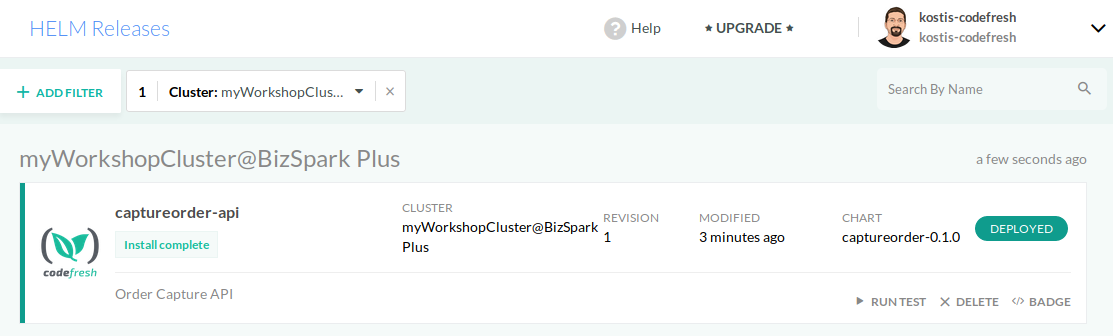 HELM Releases
? Help
★ UPGRADE ★
kostis-codefresh
kostis-codefresh
+ ADD FILTER
1 Cluster: myWorkshopClus... ×
Search By Name
myWorkshopCluster@BizSpark Plus
a few seconds ago
codefresh
captureorder-api
Install complete
CLUSTER
myWorkshopCluster@BizSpark
Plus
REVISION
1
MODIFIED
3 minutes ago
CHART
captureorder-0.1.0
DEPLOYED
Order Capture API
RUN TEST
DELETE
</> BADGE